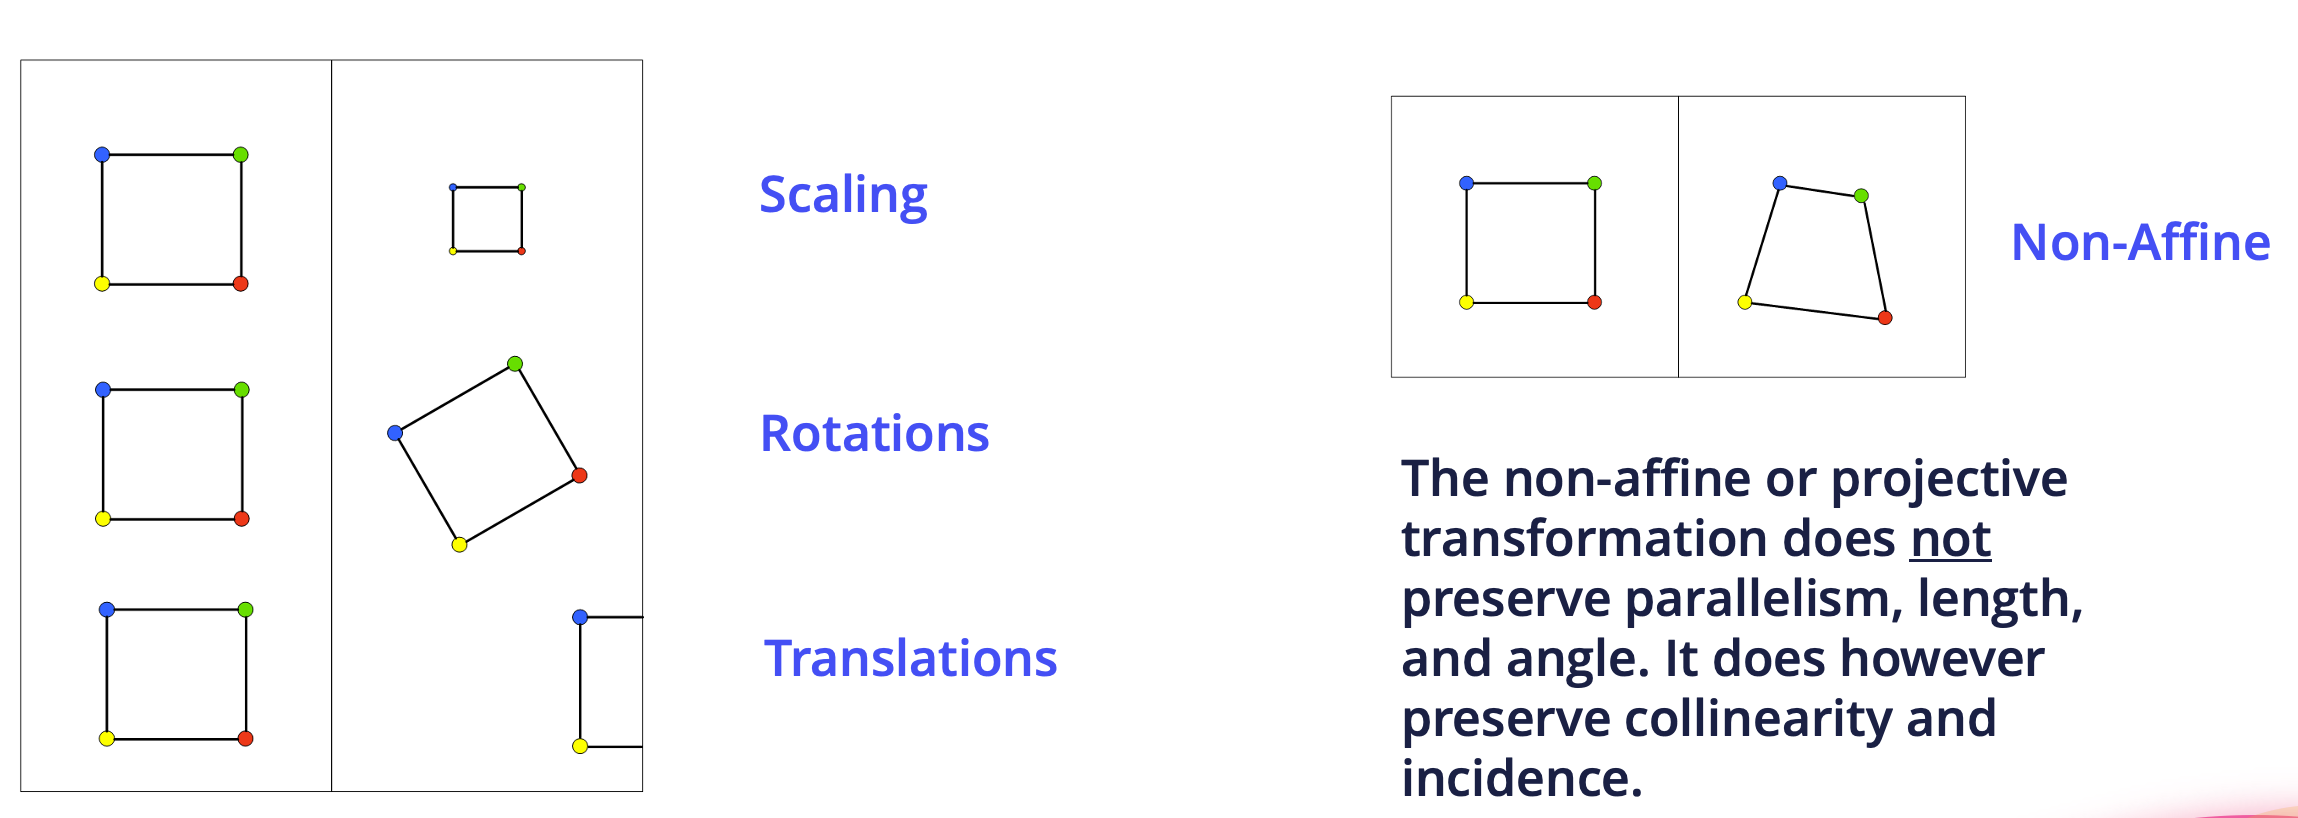 Scaling
Rotations
Translations
Non-Affine
The non-affine or projective
transformation does not
preserve parallelism, length,
and angle. It does however
preserve collinearity and
incidence.